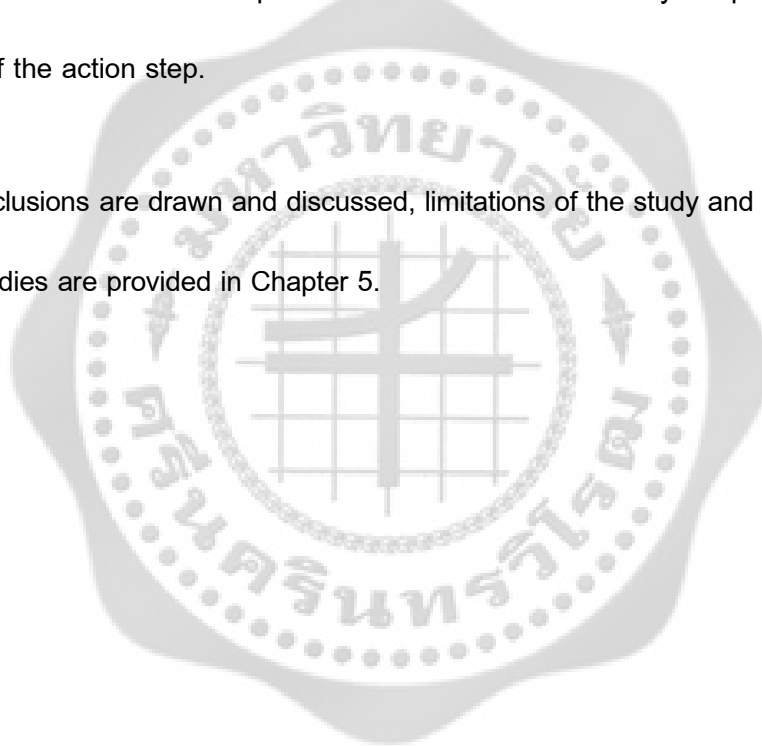 f the action step.
clusions are drawn and discussed, limitations of the study and
dies are provided in Chapter 5.
มหาวิทยาลัย
ศรีนครินทรวิโรฒ